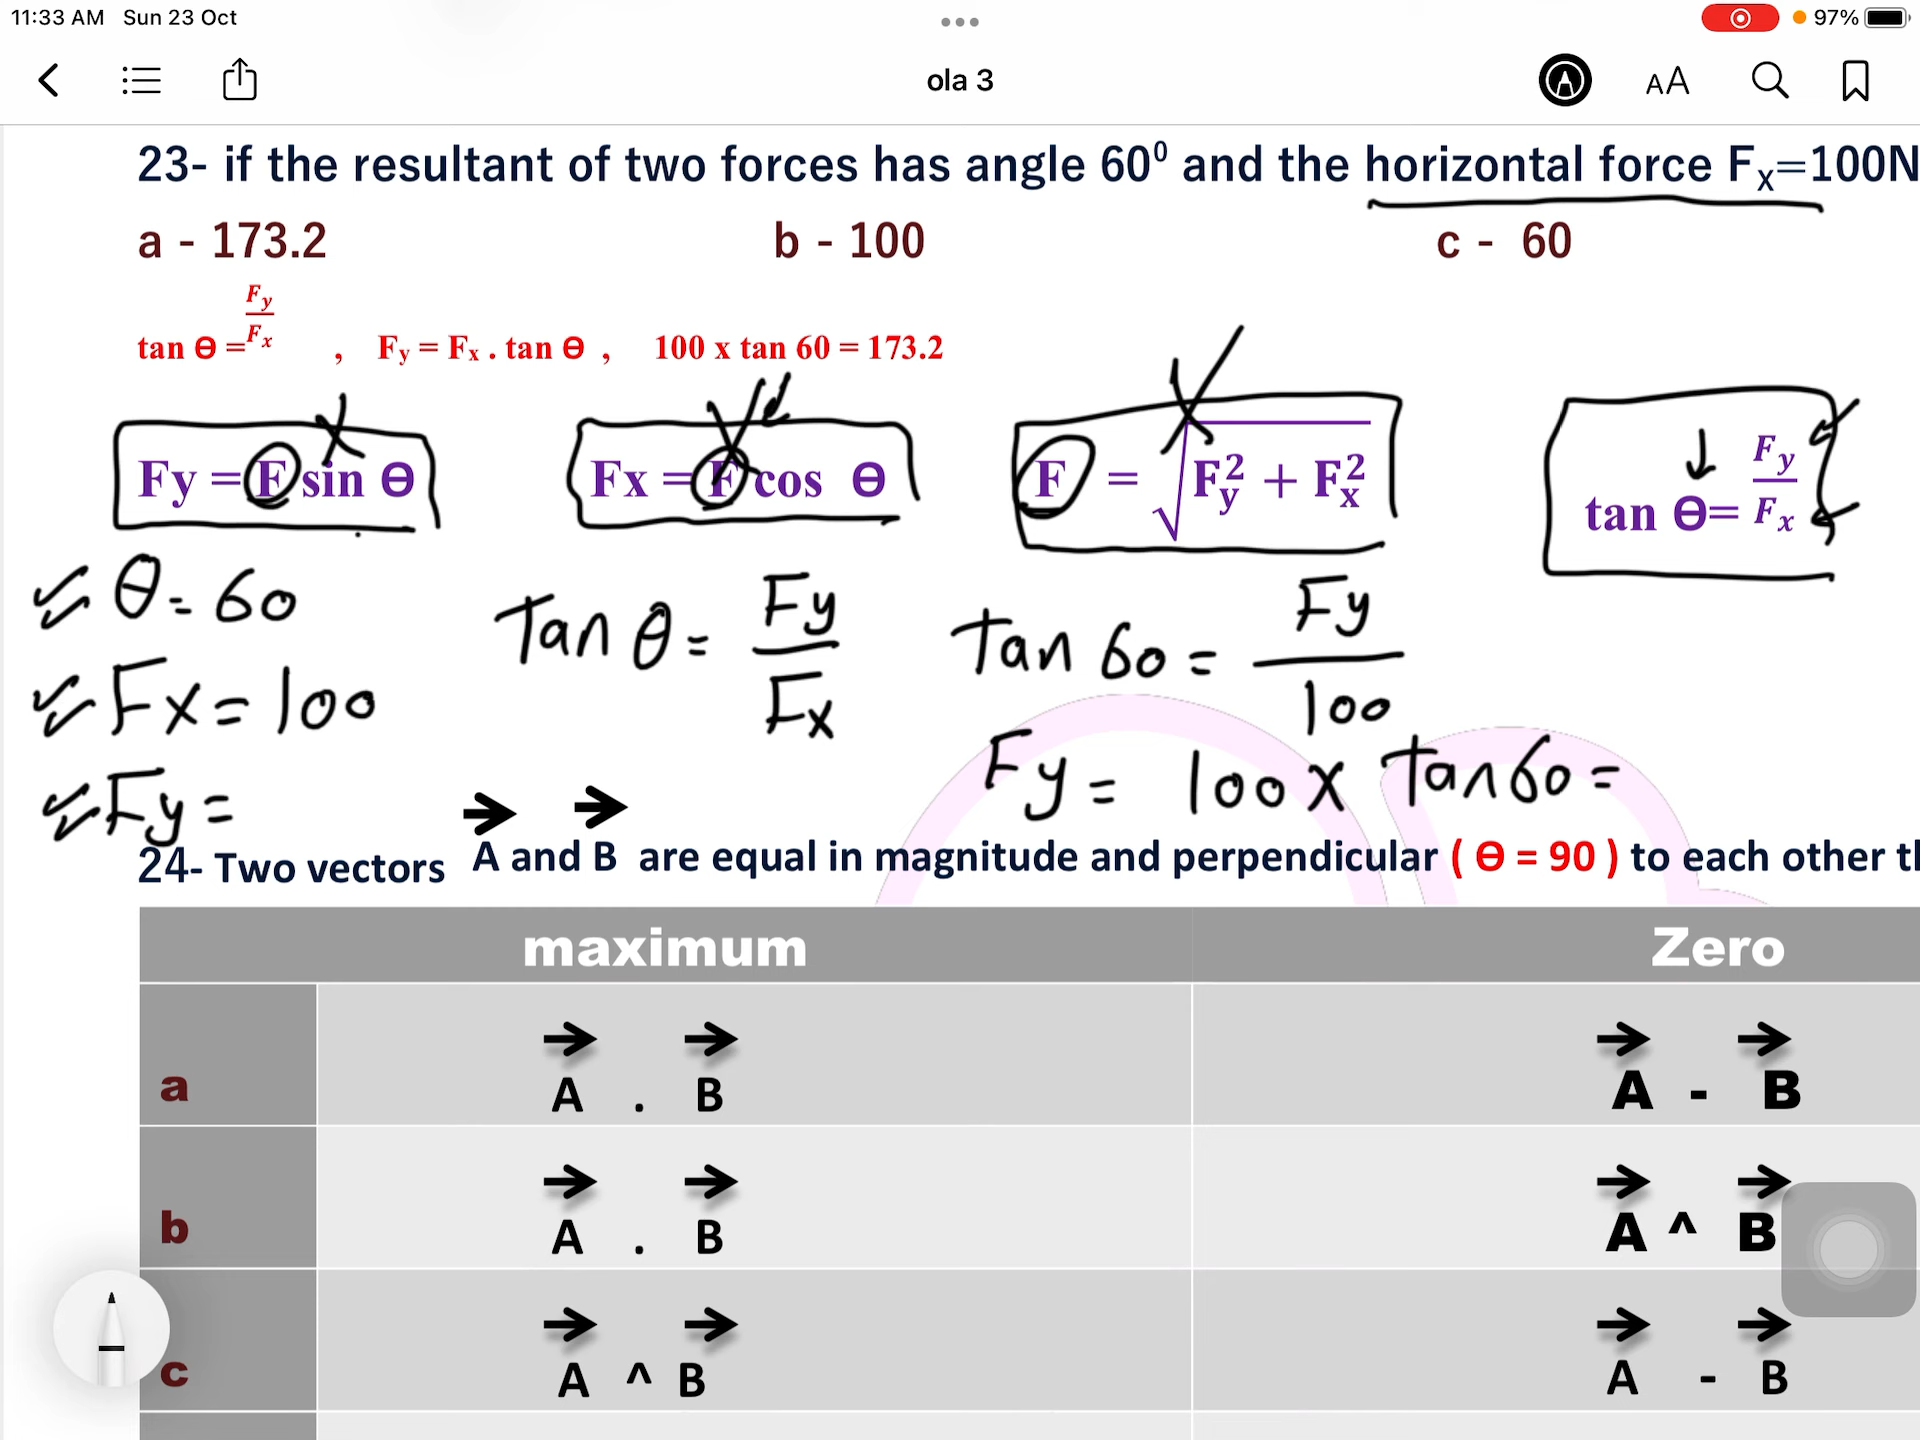 11:33 AM Sun 23 Oct
97%
ola 3
AA
23- if the resultant of two forces has angle 60⁰ and the horizontal force Fₓ=100N
a - 173.2 b - 100 c - 60
tan Θ = Fy/Fx , Fy = Fx . tan Θ , 100 x tan 60 = 173.2
Fy = F sin Θ Fx = F cos Θ F = √(F_y^2 + F_x^2) tan Θ = Fy/Fx
θ = 60 Tan θ = Fy/Fx Tan 60 = Fy/100
Fx = 100
Fy = 100 x tan 60 =
Fy =
24- Two vectors A and B are equal in magnitude and perpendicular ( Θ = 90 ) to each other
maximum Zero
a A . B A - B
b A . B A ^ B
c A ^ B A - B